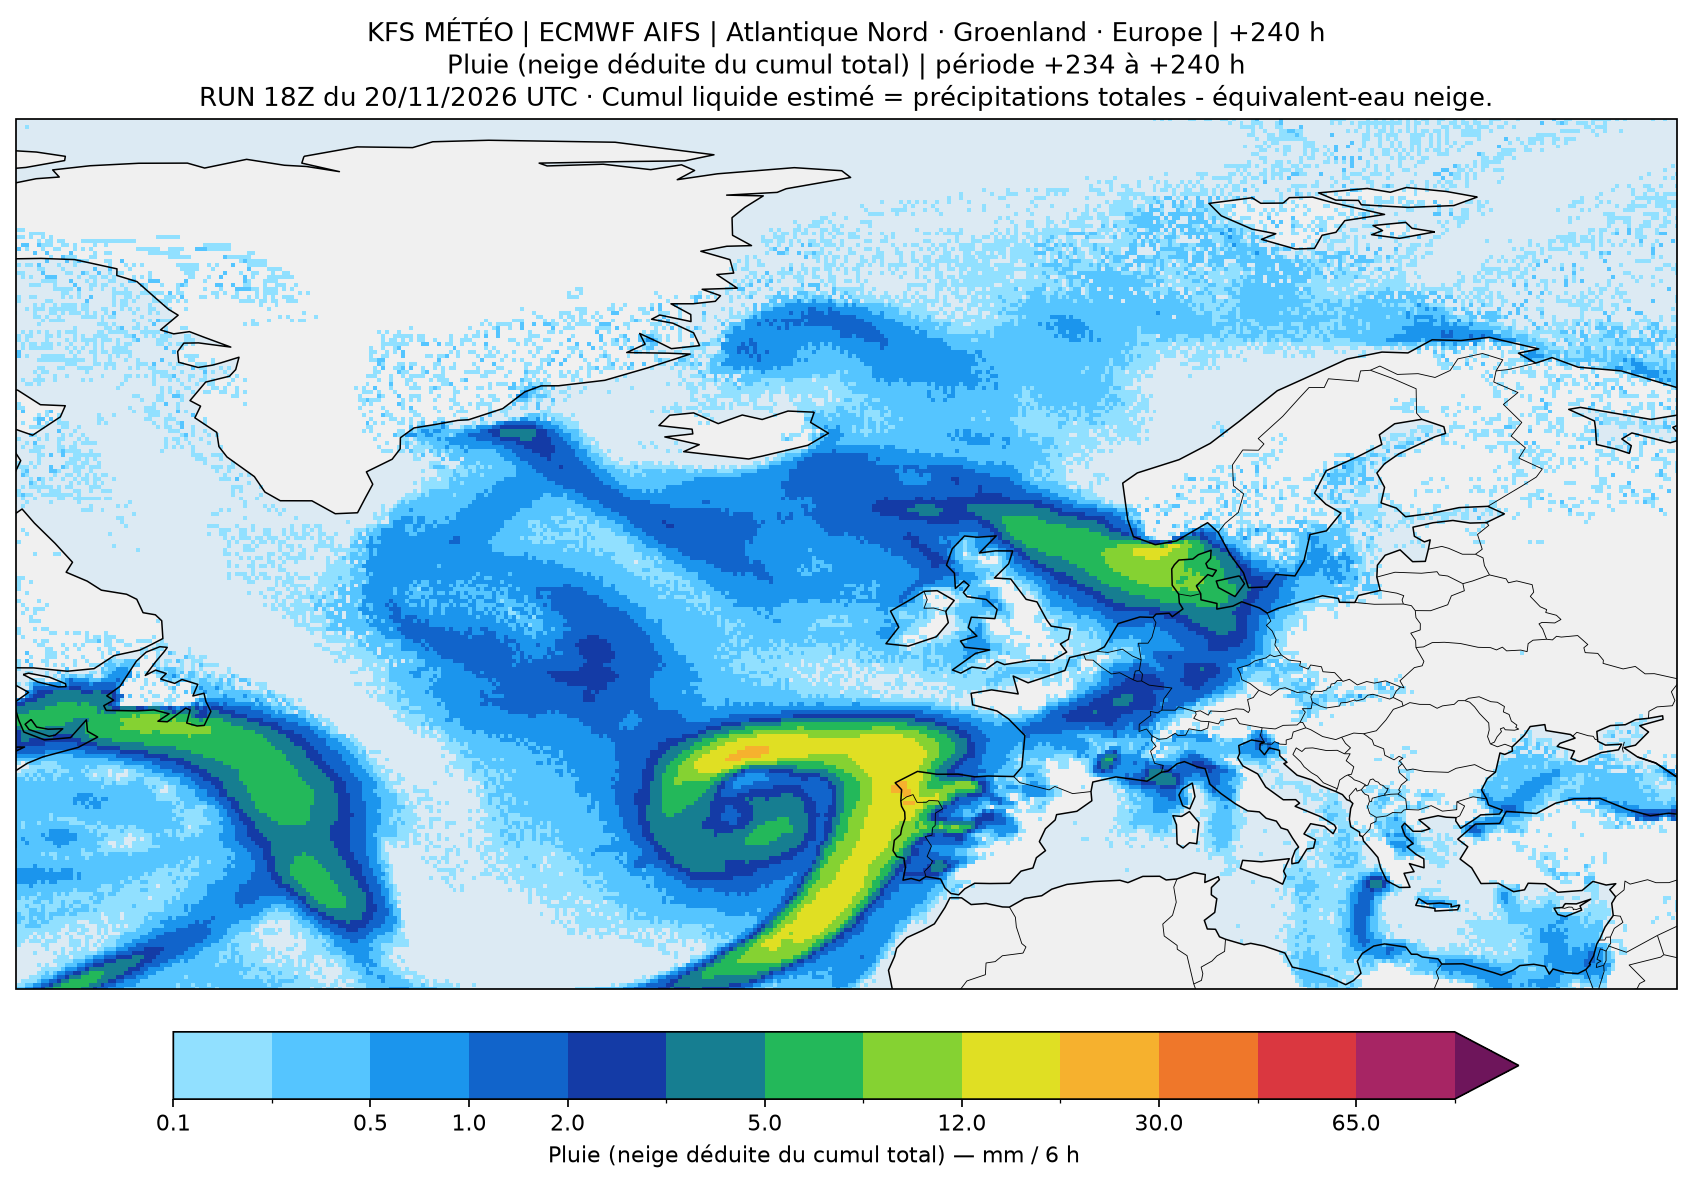 KFS MÉTÉO | ECMWF AIFS | Atlantique Nord · Groenland · Europe | +240 h
Pluie (neige déduite du cumul total) | période +234 à +240 h
RUN 18Z du 20/11/2026 UTC · Cumul liquide estimé = précipitations totales - équivalent-eau neige.
0.1 0.5 1.0 2.0 5.0 12.0 30.0 65.0
Pluie (neige déduite du cumul total) — mm / 6 h